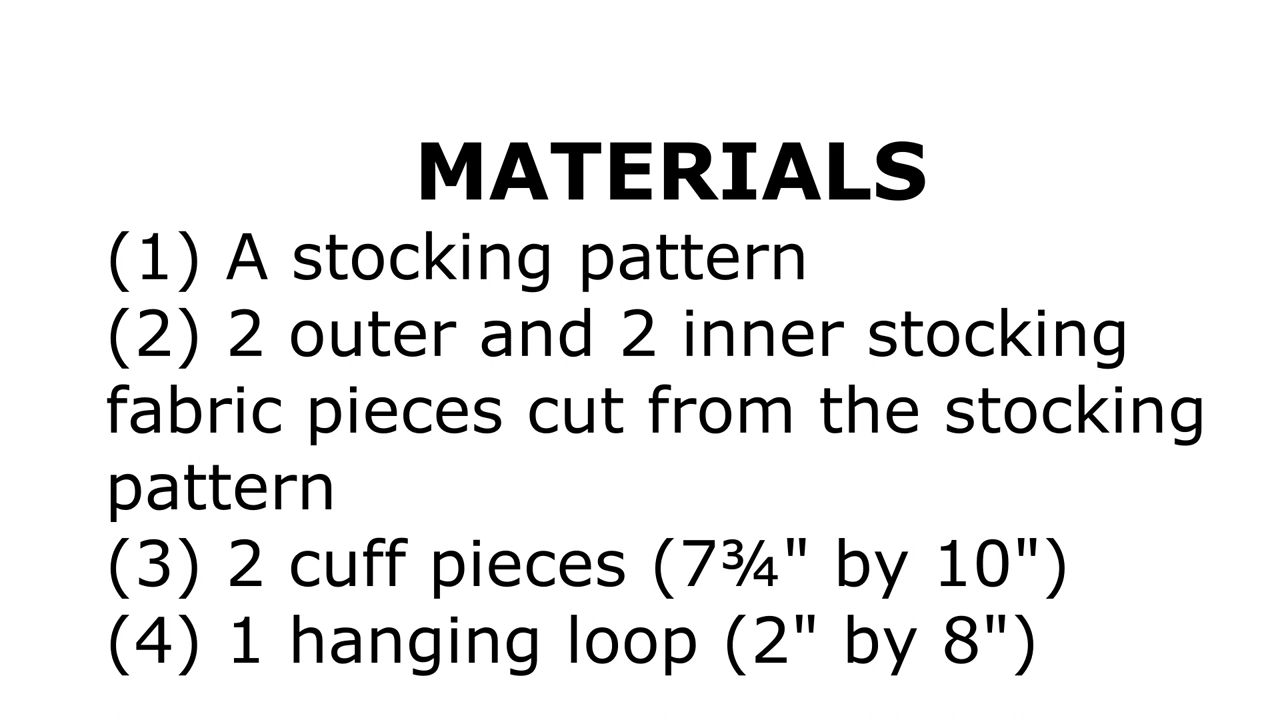 MATERIALS
(1) A stocking pattern
(2) 2 outer and 2 inner stocking
fabric pieces cut from the stocking
pattern
(3) 2 cuff pieces (7¾" by 10")
(4) 1 hanging loop (2" by 8")